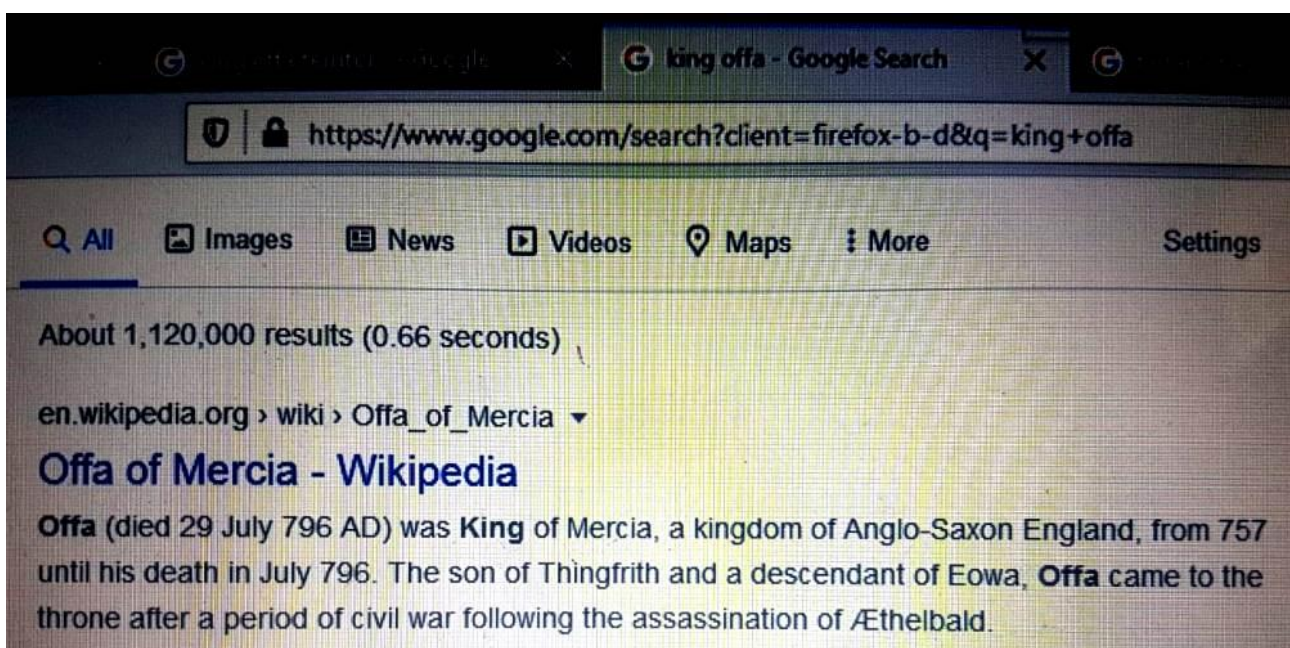 king offa - Google Search
https://www.google.com/search?client=firefox-b-d&q=king+offa
All Images News Videos Maps More Settings
About 1,120,000 results (0.66 seconds)
en.wikipedia.org › wiki › Offa_of_Mercia
Offa of Mercia - Wikipedia
Offa (died 29 July 796 AD) was King of Mercia, a kingdom of Anglo-Saxon England, from 757
until his death in July 796. The son of Thingfrith and a descendant of Eowa, Offa came to the
throne after a period of civil war following the assassination of Æthelbald.